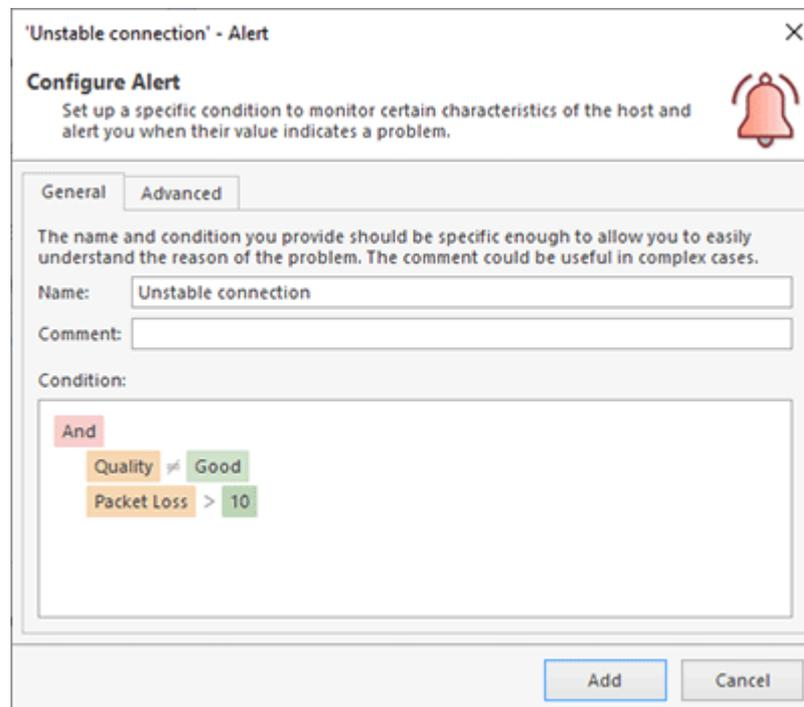 'Unstable connection' - Alert
Configure Alert
Set up a specific condition to monitor certain characteristics of the host and
alert you when their value indicates a problem.
General Advanced
The name and condition you provide should be specific enough to allow you to easily
understand the reason of the problem. The comment could be useful in complex cases.
Name: Unstable connection
Comment:
Condition:
And
Quality ≠ Good
Packet Loss > 10
Add Cancel